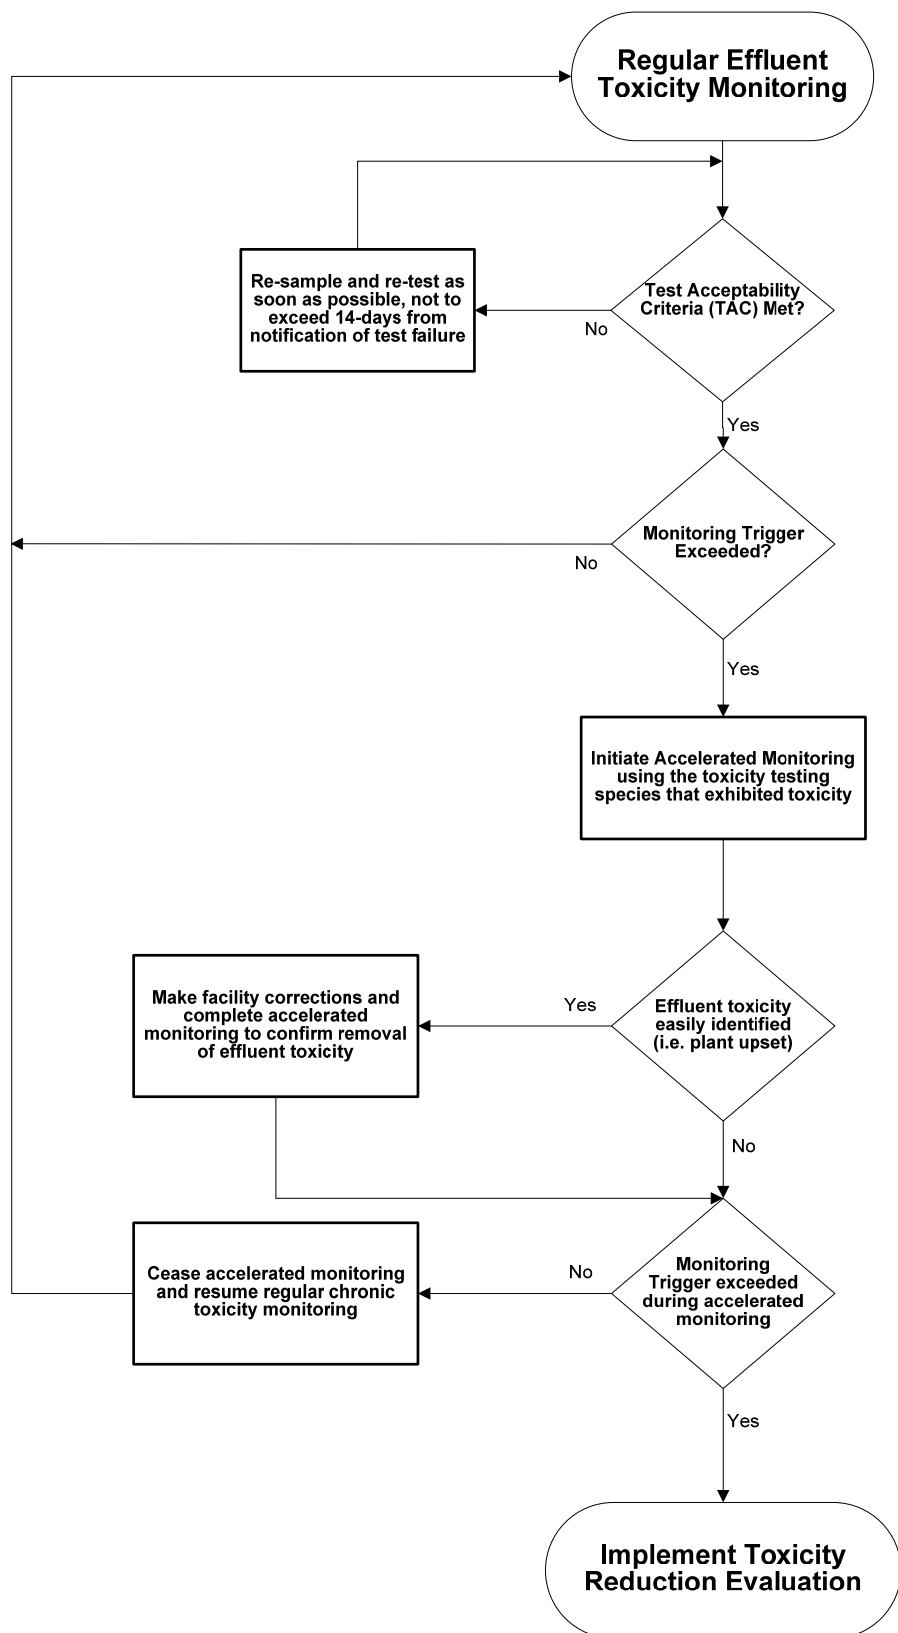 Regular Effluent
Toxicity Monitoring
Re-sample and re-test as
soon as possible, not to
exceed 14-days from
notification of test failure
Test Acceptability
Criteria (TAC) Met?
No
Yes
Monitoring Trigger
Exceeded?
No
Yes
Initiate Accelerated Monitoring
using the toxicity testing
species that exhibited toxicity
Make facility corrections and
complete accelerated
monitoring to confirm removal
of effluent toxicity
Yes
Effluent toxicity
easily identified
(i.e. plant upset)
No
Cease accelerated monitoring
and resume regular chronic
toxicity monitoring
No
Monitoring
Trigger exceeded
during accelerated
monitoring
Yes
Implement Toxicity
Reduction Evaluation